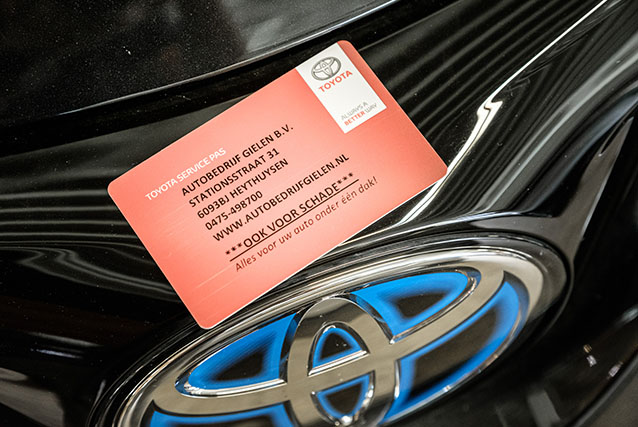 TOYOTA
ALWAYS A
BETTER WAY
TOYOTA SERVICE PAS
AUTOBEDRIJF GIELEN B.V.
STATIONSSTRAAT 31
6093BJ HEYTHUYSEN
0475-498700
WWW.AUTOBEDRIJFGIELEN.NL
***OOK VOOR SCHADE***
Alles voor uw auto onder één dak!